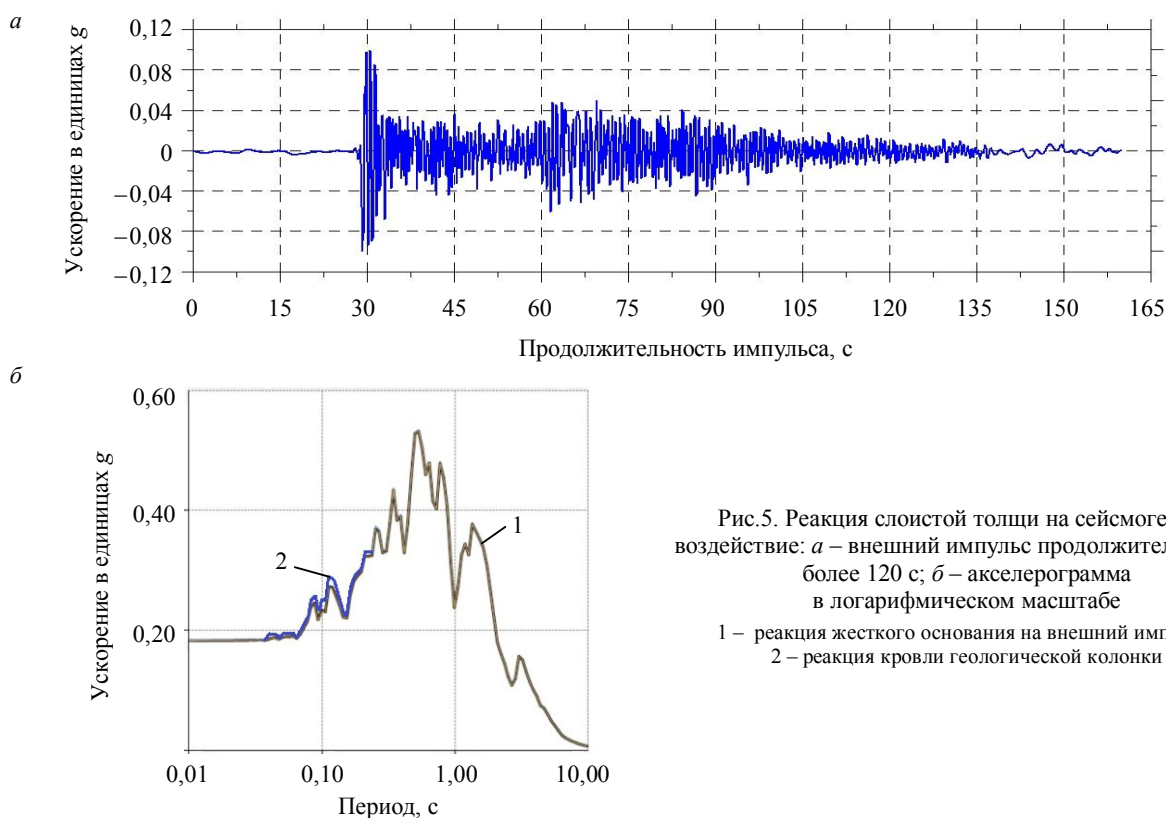 а
Ускорение в единицах g
0,12
0,08
0,04
0
–0,04
–0,08
–0,12
0 15 30 45 60 75 90 105 120 135 150 165
Продолжительность импульса, с
б
Ускорение в единицах g
0,60
0,40
0,20
2
1
0,01 0,10 1,00 10,00
Период, с
Рис.5. Реакция слоистой толщи на
воздействие: а – внешний импульс
более 120 с; б – акселерограмма
в логарифмическом масштабе
1 – реакция жесткого основания на внешний
2 – реакция кровли геологической колонки